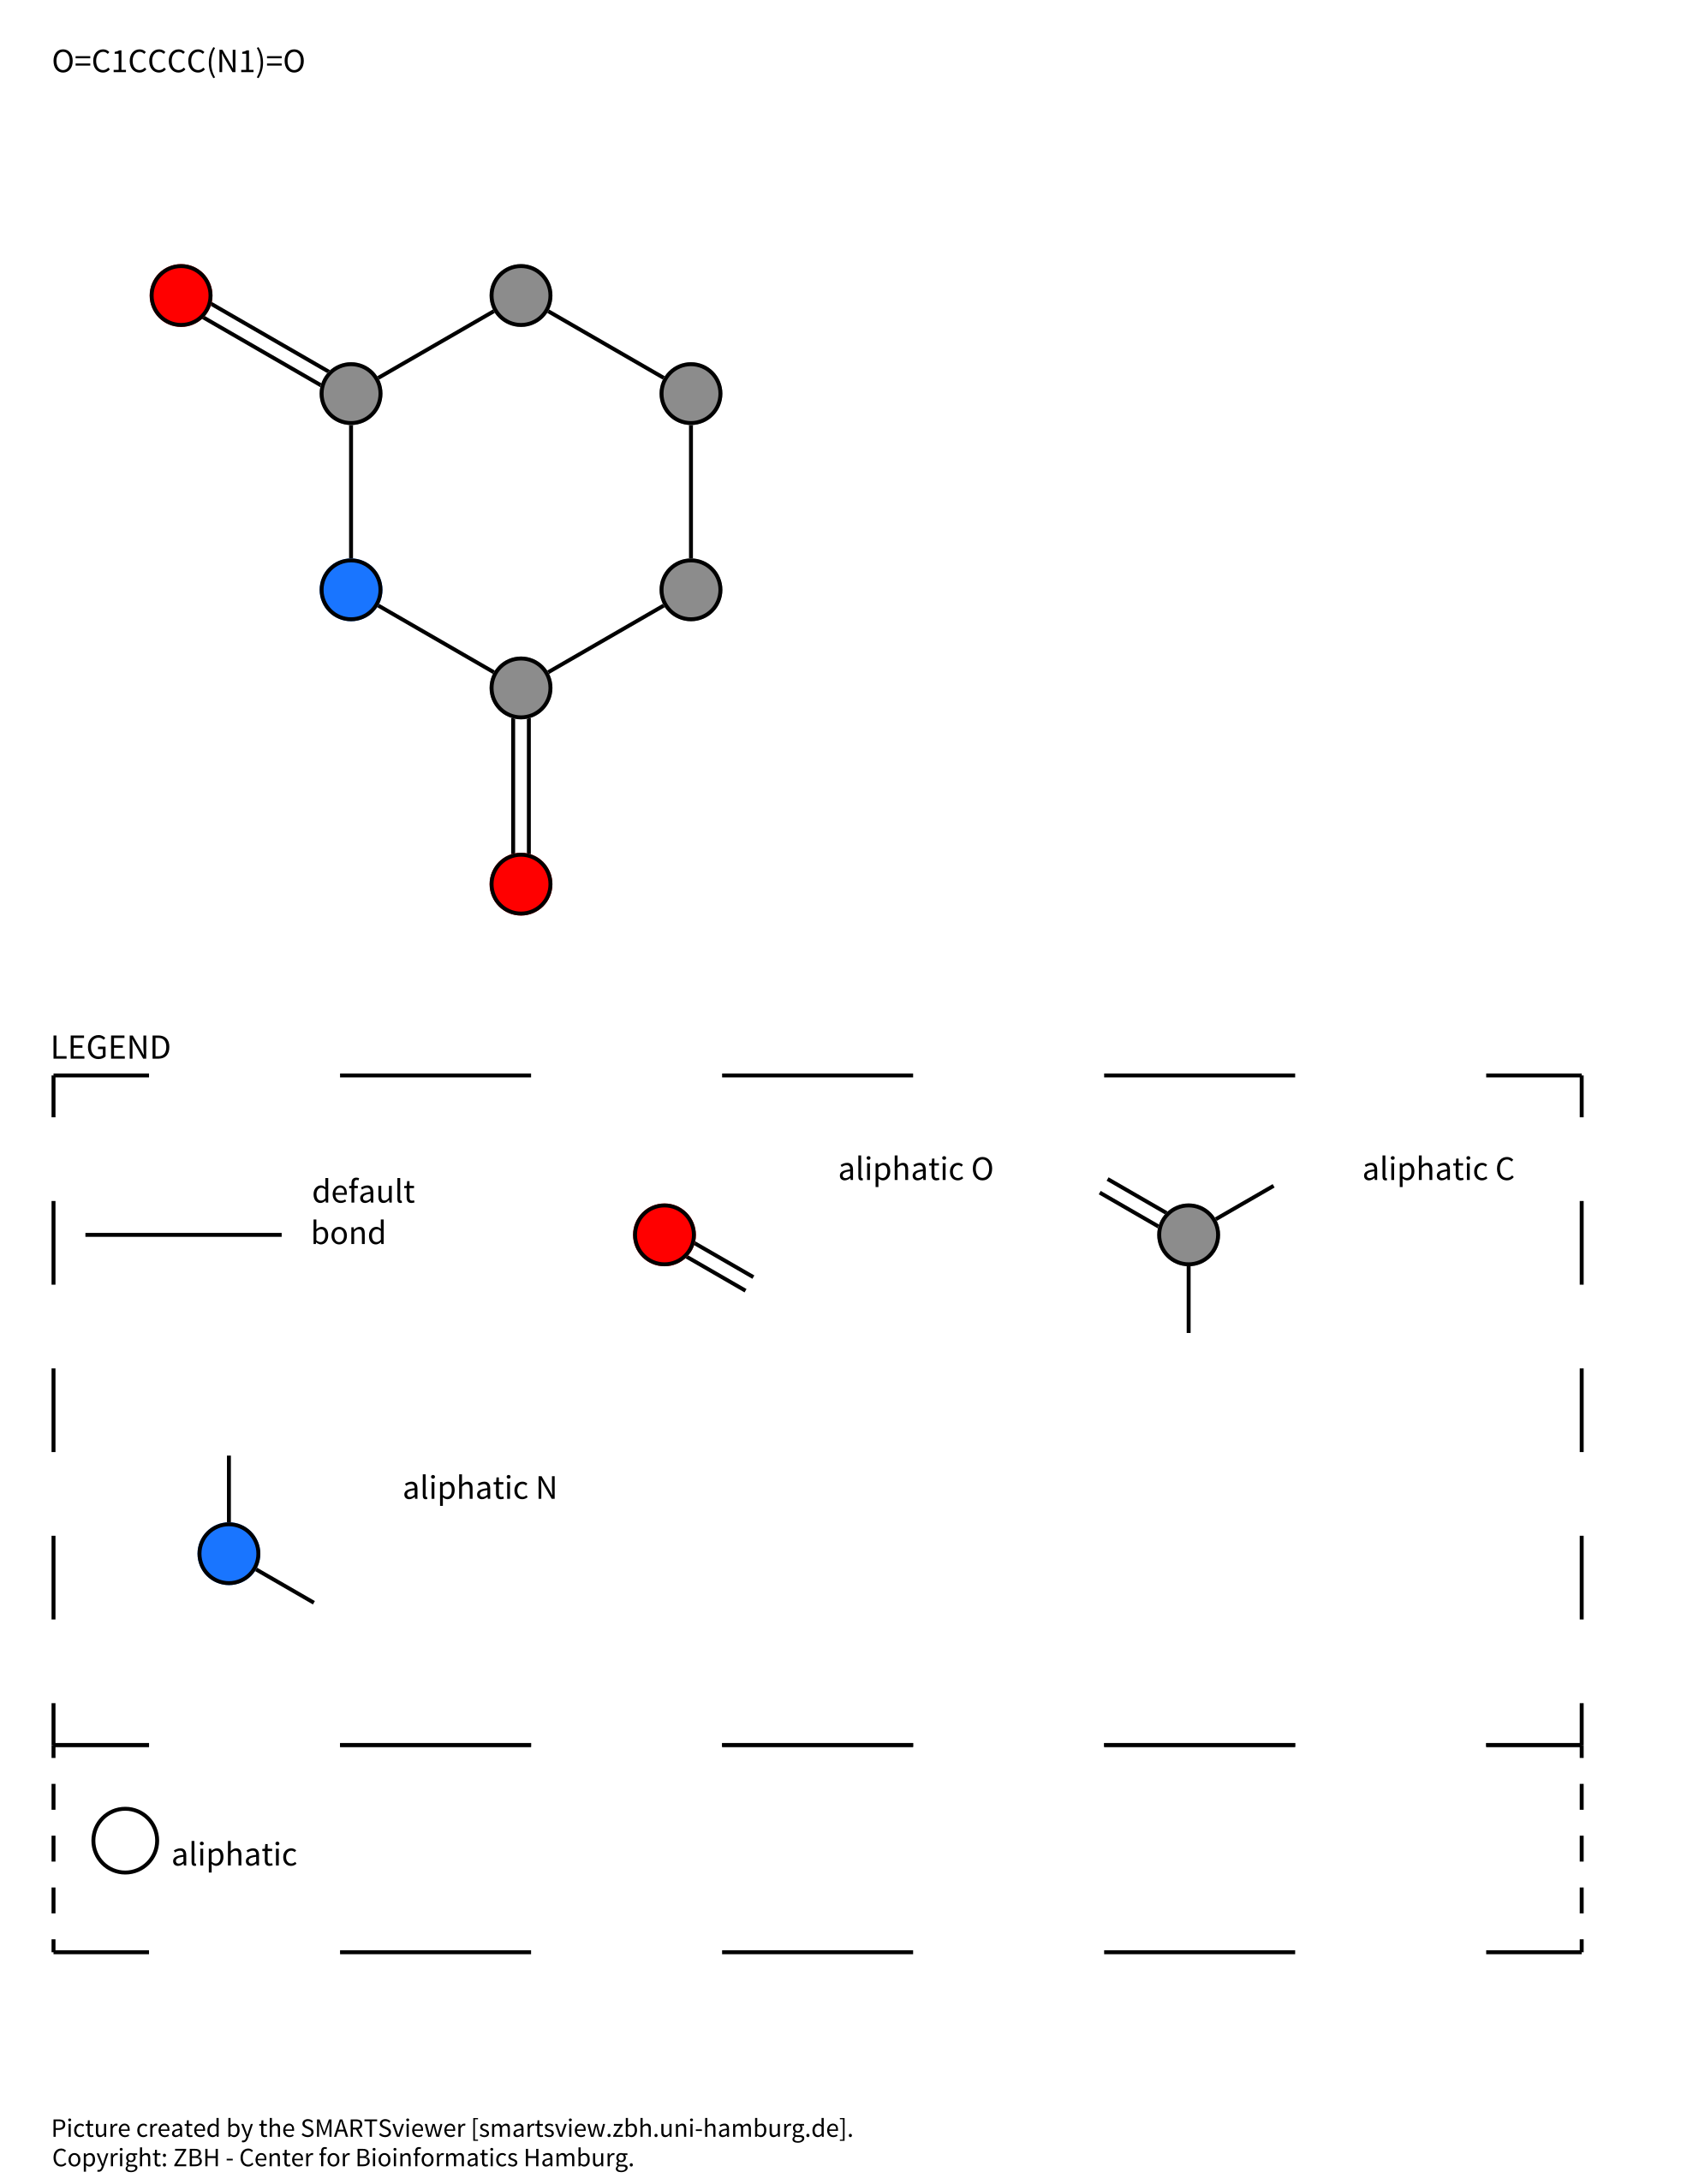 O=C1CCCC(N1)=O
LEGEND
default
bond
aliphatic O
aliphatic C
aliphatic N
aliphatic
Picture created by the SMARTSviewer [smartsview.zbh.uni-hamburg.de].
Copyright: ZBH - Center for Bioinformatics Hamburg.